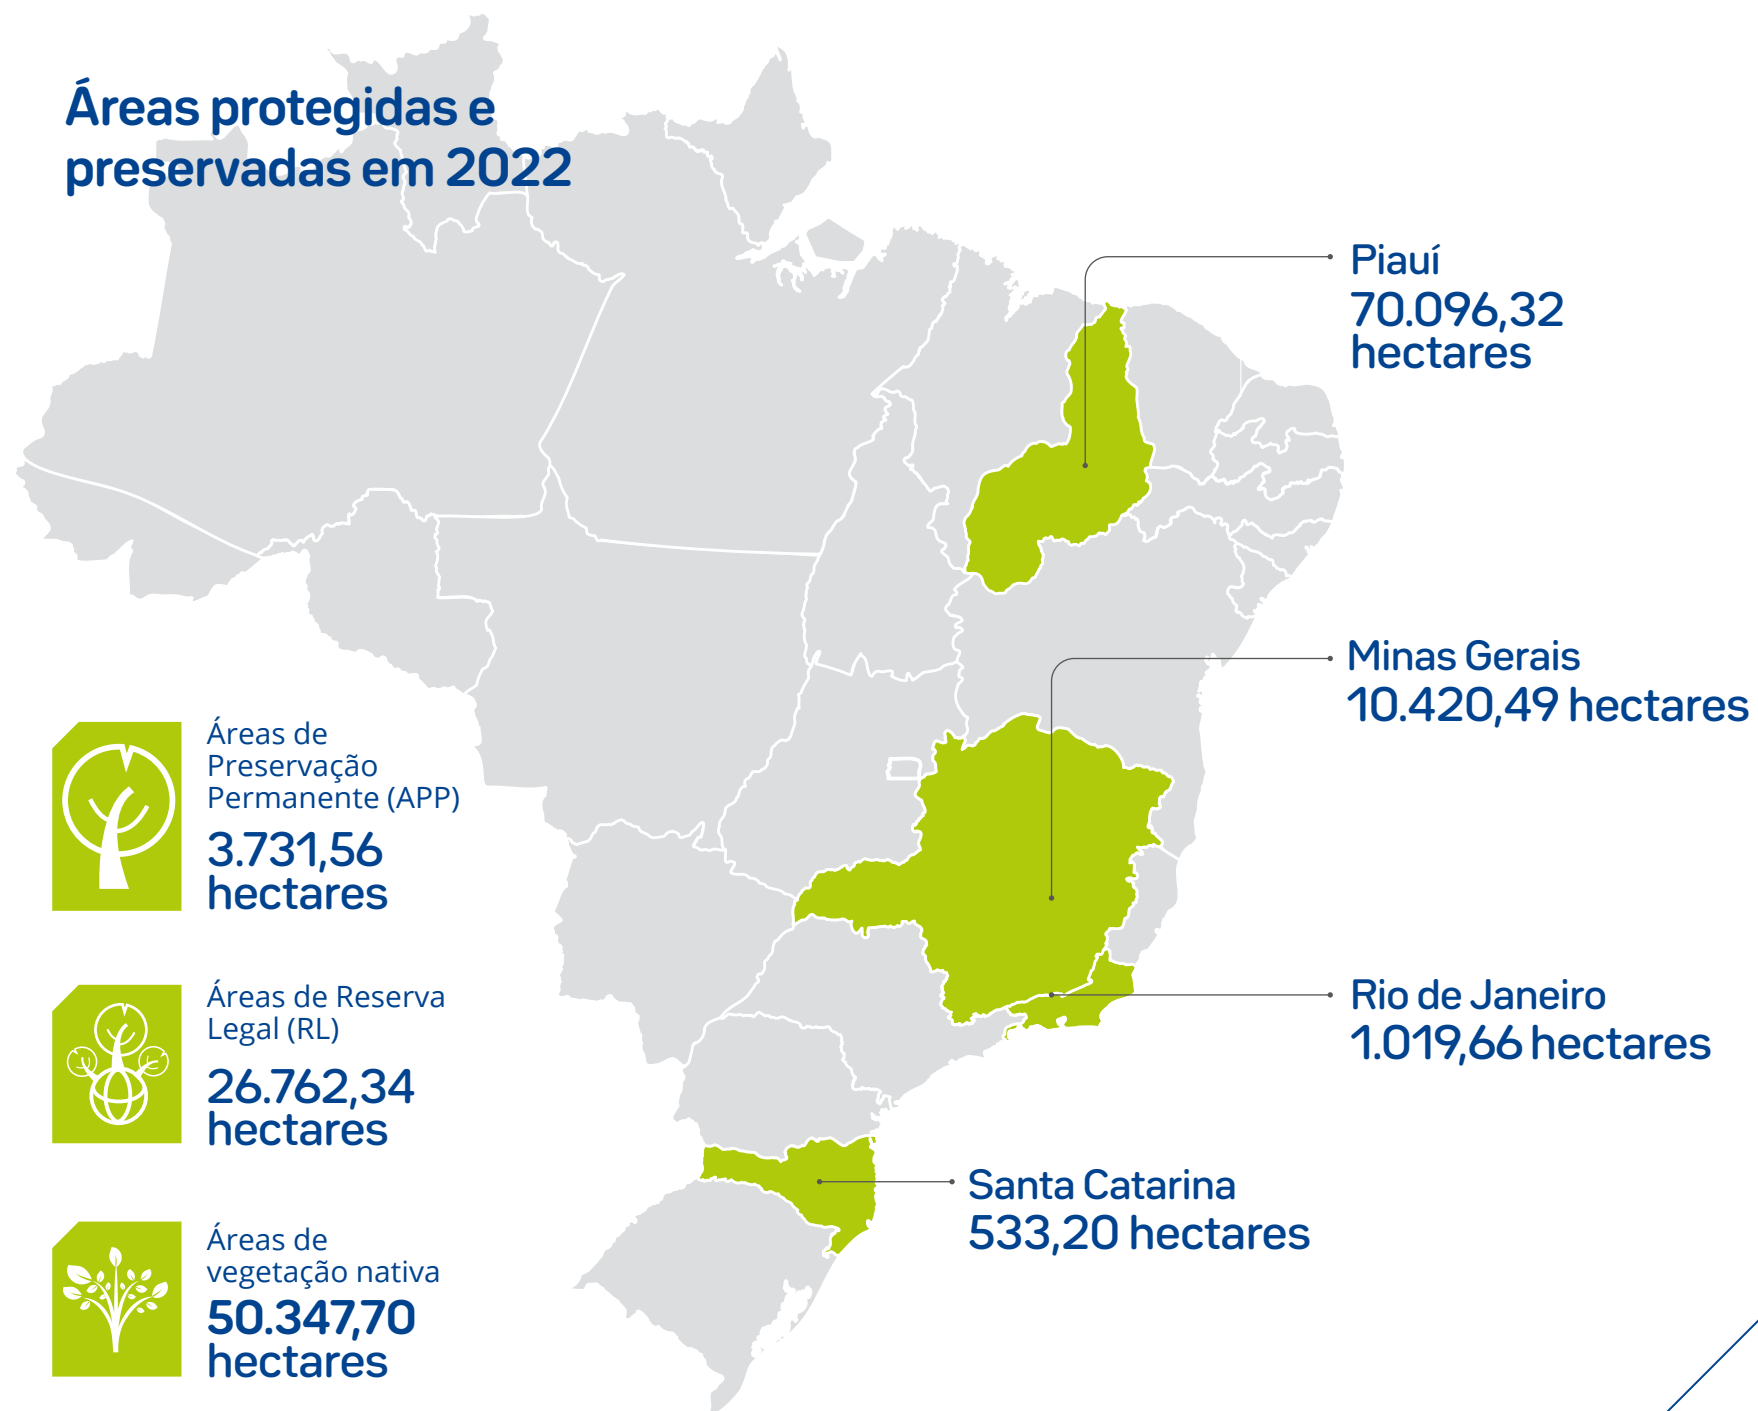 Áreas protegidas e
preservadas em 2022
Piauí
70.096,32
hectares
Minas Gerais
10.420,49 hectares
Áreas de
Preservação
Permanente (APP)
3.731,56
hectares
Áreas de Reserva
Legal (RL)
26.762,34
hectares
Rio de Janeiro
1.019,66 hectares
Santa Catarina
533,20 hectares
Áreas de
vegetação nativa
50.347,70
hectares